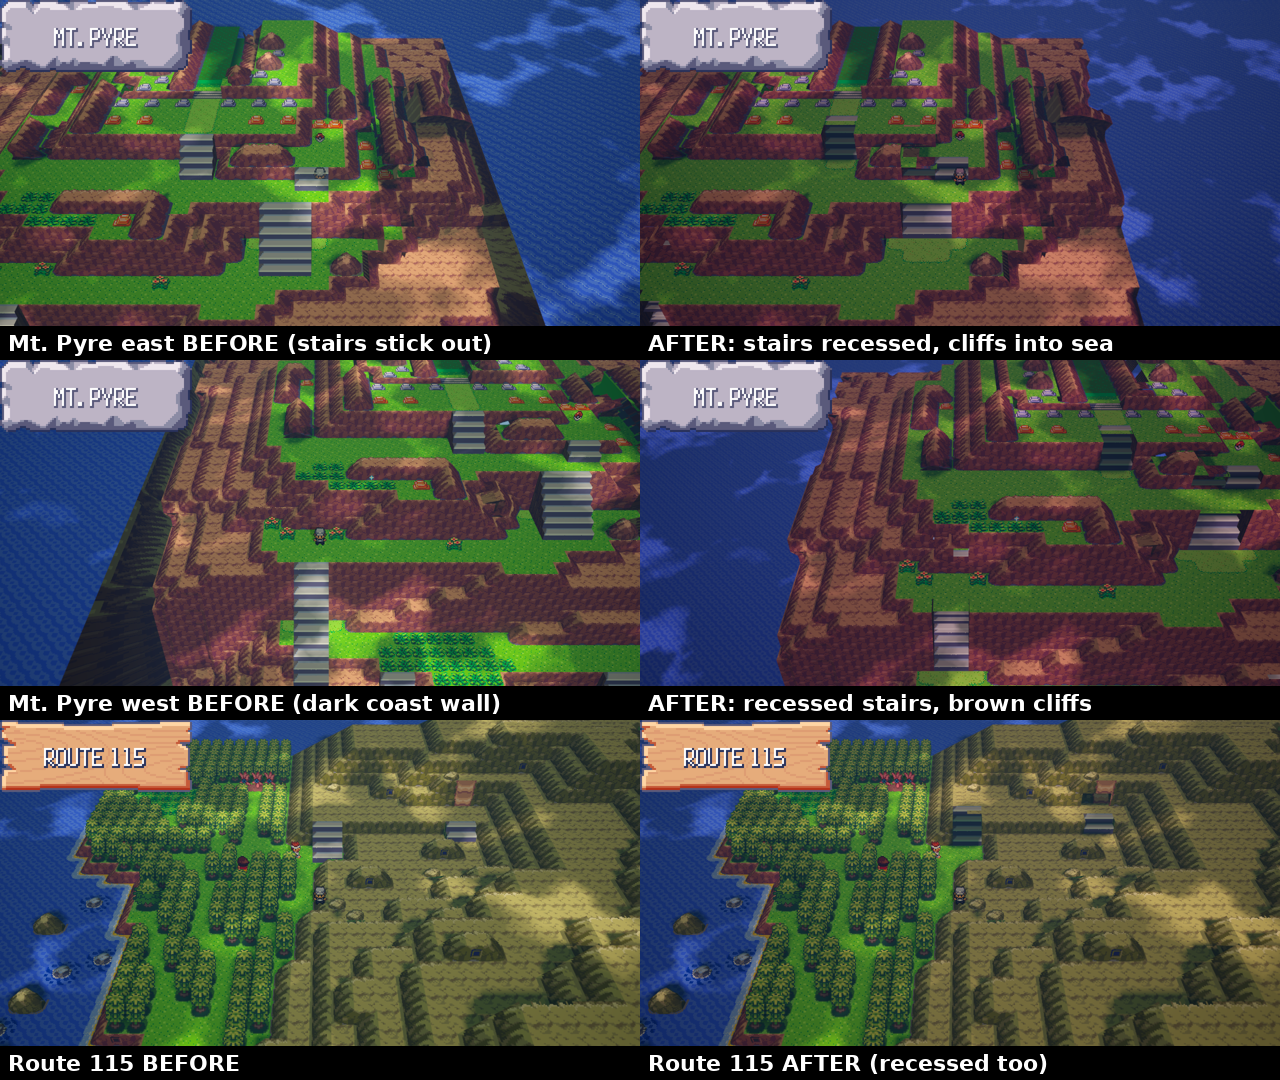 MT. PYRE
MT. PYRE
Mt. Pyre east BEFORE (stairs stick out)
AFTER: stairs recessed, cliffs into sea
MT. PYRE
MT. PYRE
Mt. Pyre west BEFORE (dark coast wall)
AFTER: recessed stairs, brown cliffs
ROUTE 115
ROUTE 115
Route 115 BEFORE
Route 115 AFTER (recessed too)